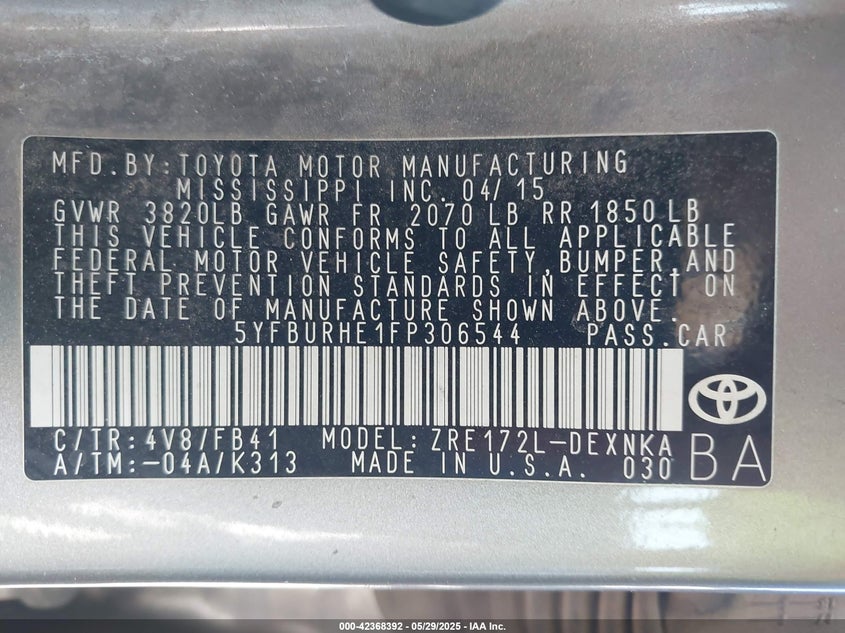 MFD.BY:TOYOTA MOTOR MANUFACTURING
MISSISSIPPI INC. 04/15
GVWR 3820LB GAWR FR 2070 LB RR 1850 LB
THIS VEHICLE CONFORMS TO ALL APPLICABLE
FEDERAL MOTOR VEHICLE SAFETY,BUMPER,AND
THEFT PREVENTION STANDARDS IN EFFECT ON
THE DATE OF MANUFACTURE SHOWN ABOVE.
5YFBURHE1FP306544 PASS.CAR
C/TR:4V8/FB41 MODEL: ZRE172L-DEXNKA
A/TM:-04A/K313 MADE IN U.S.A. 030 BA
000-42368392 - 05/29/2025 - IAA Inc.